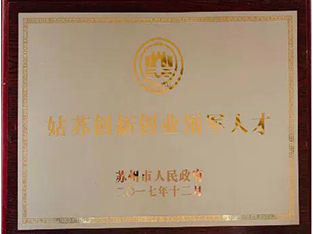 姑苏创新创业领军人才
苏州市人民政府
二〇一七年十二月